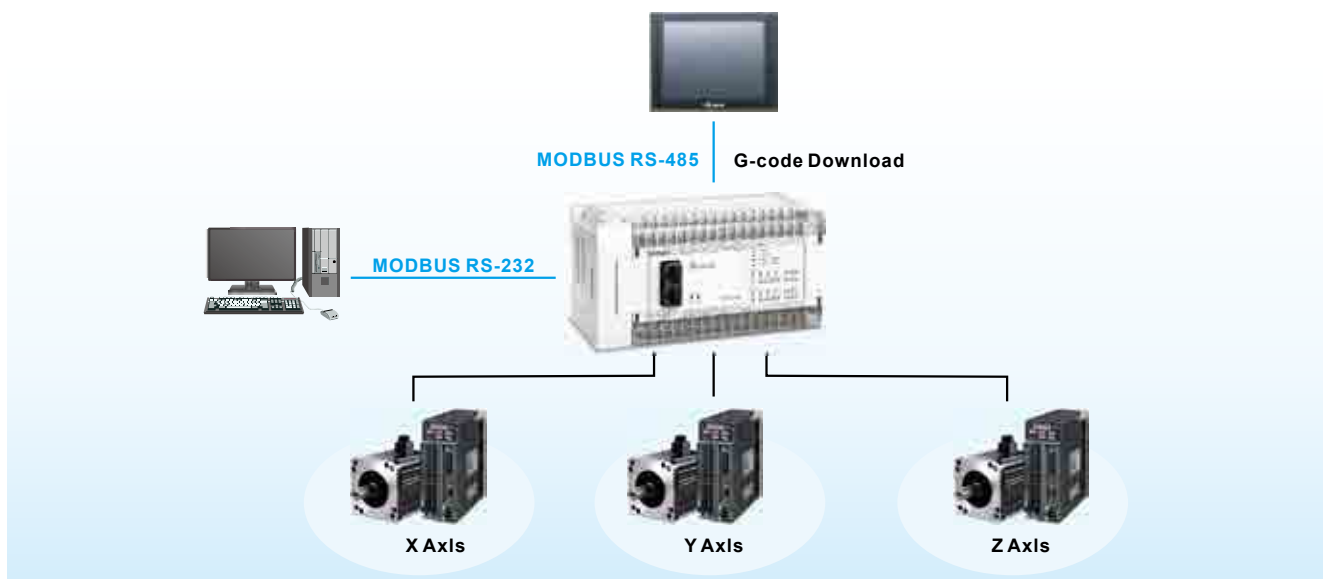 MODBUS RS-485
G-code Download
MODBUS RS-232
X AxIs
Y AxIs
Z AxIs